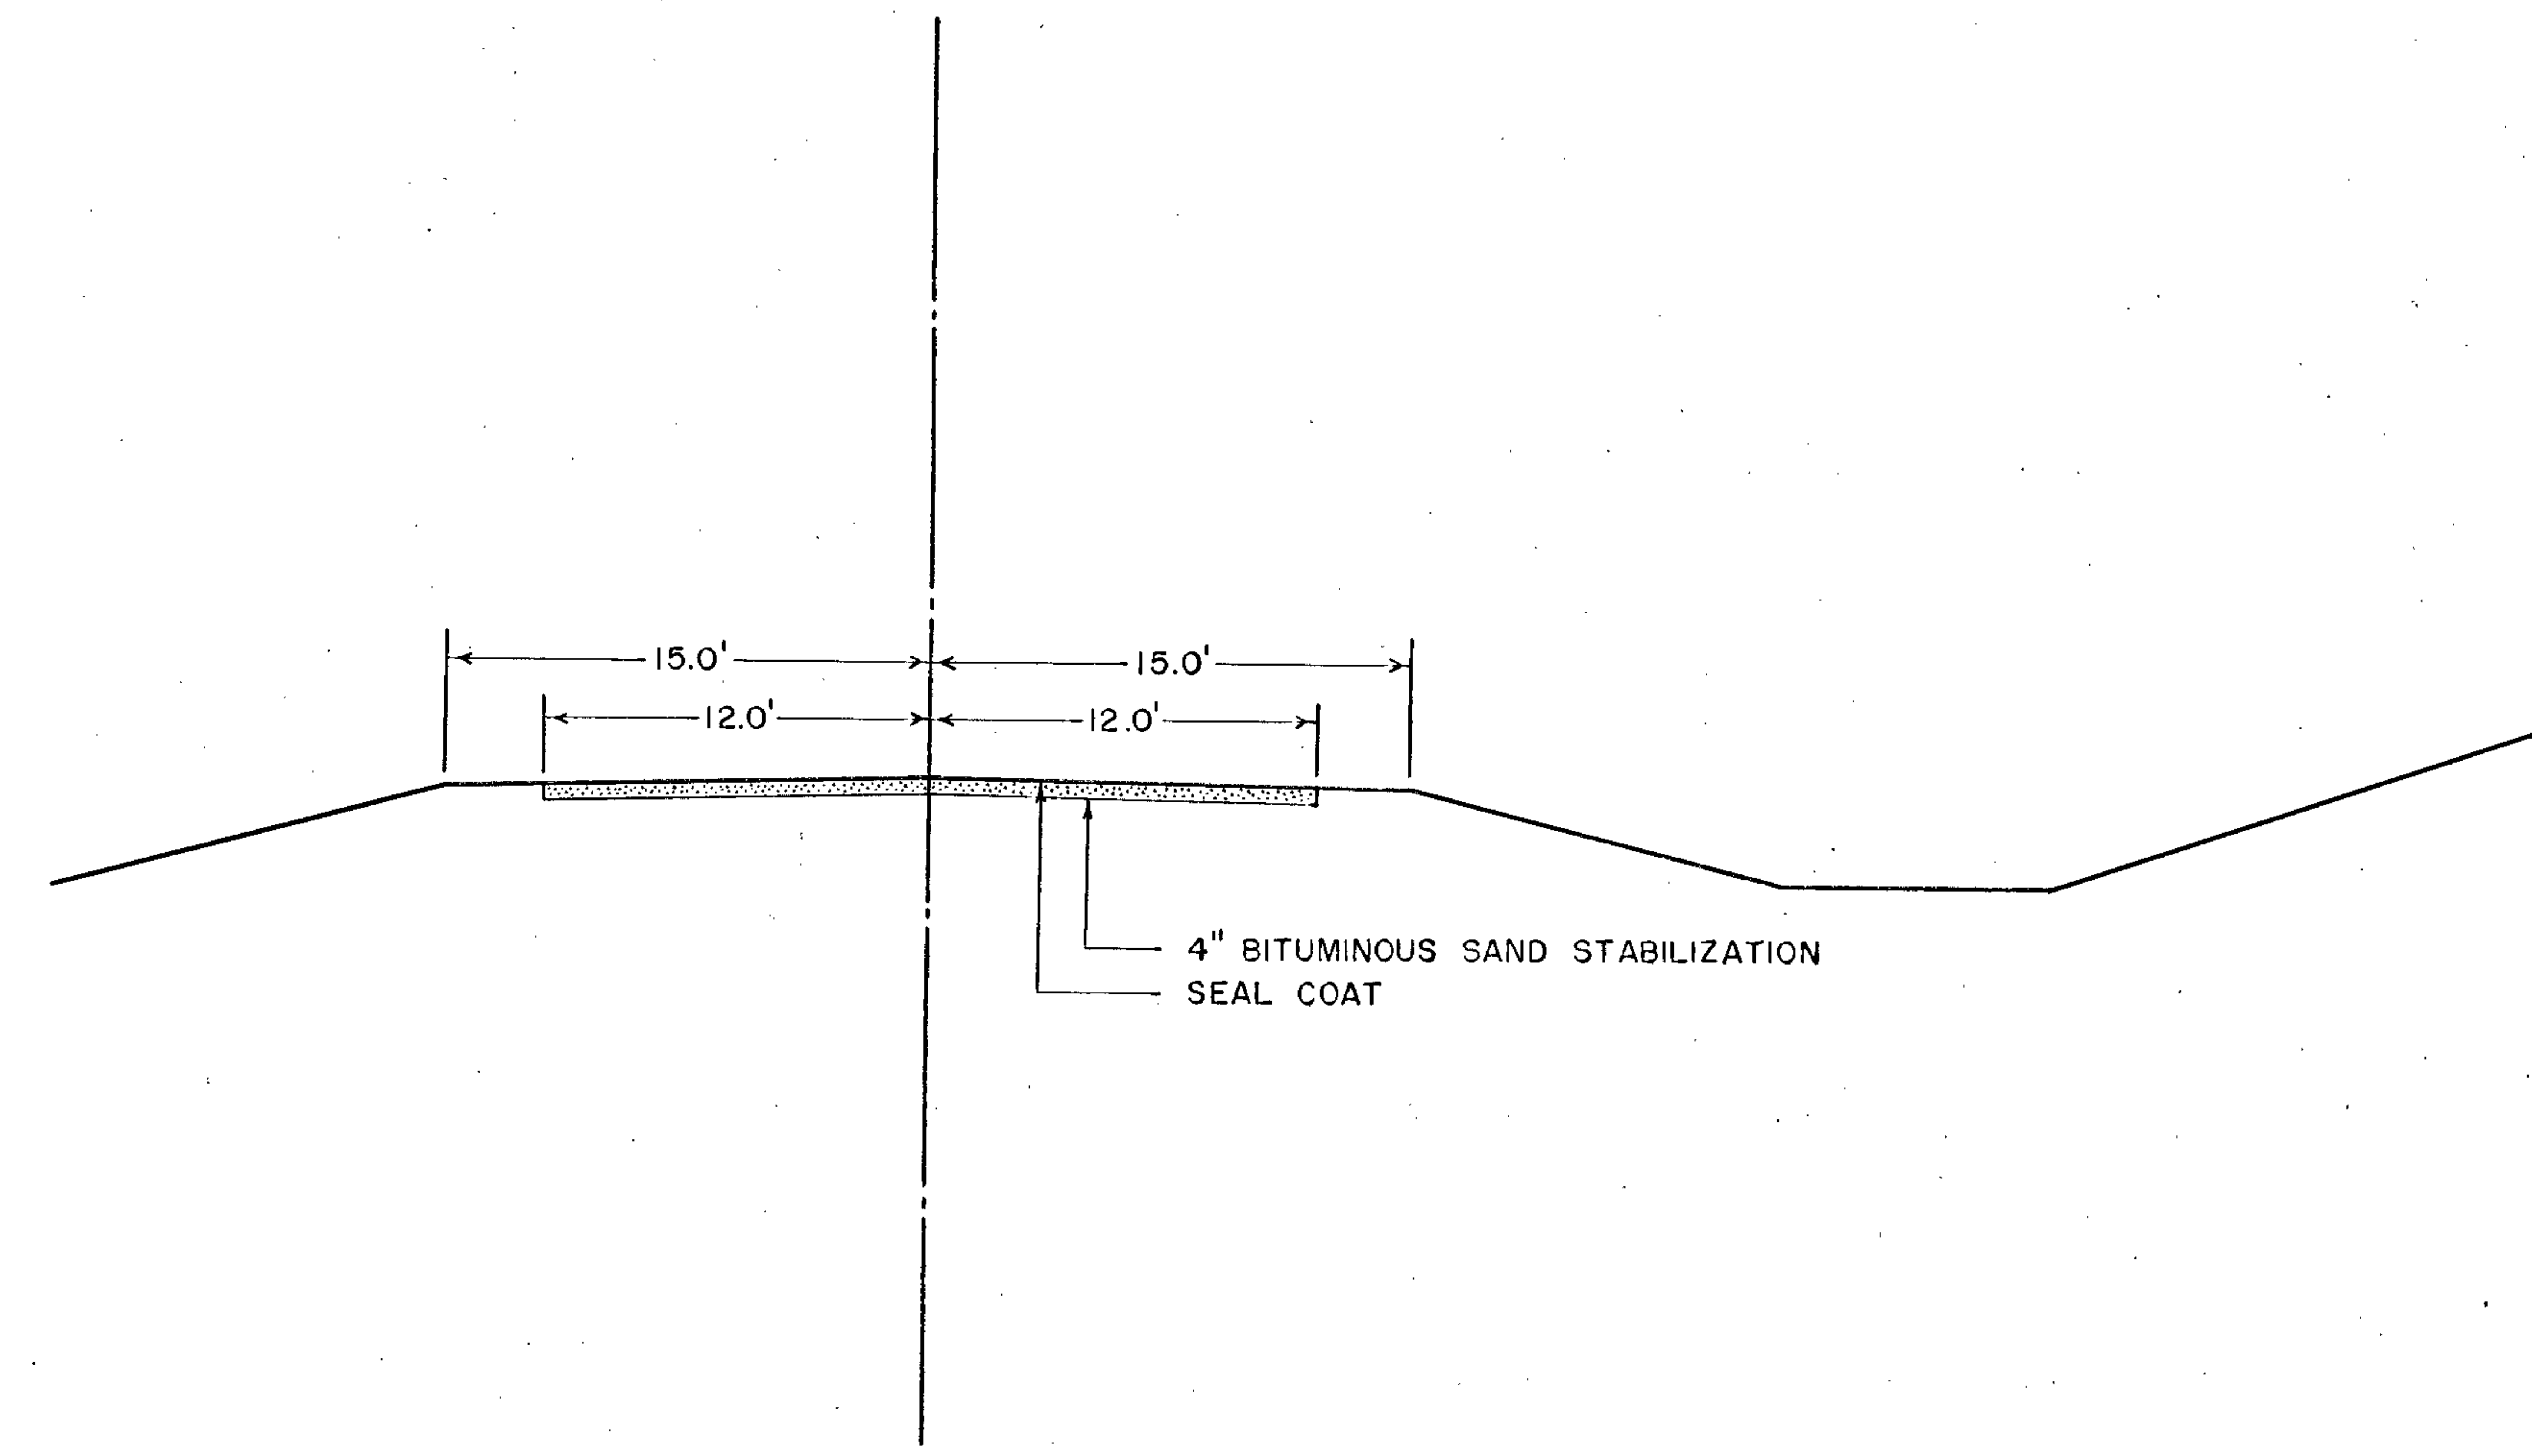 15.0' 15.0'
12.0' 12.0'
4" BITUMINOUS SAND STABILIZATION
SEAL COAT